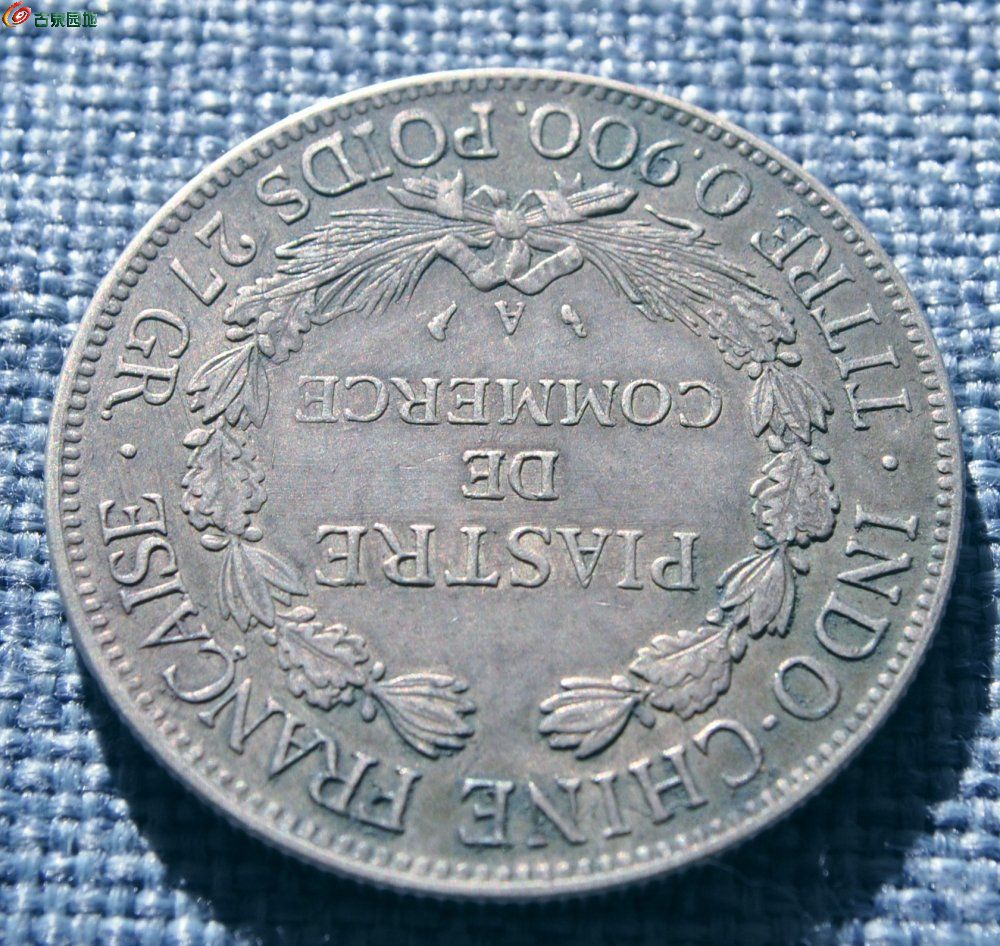 古泉园地
INDO-CHINE FRANÇAISE
PIASTRE
DE
COMMERCE
A
TITRE 0.900. POIDS 27 GR.